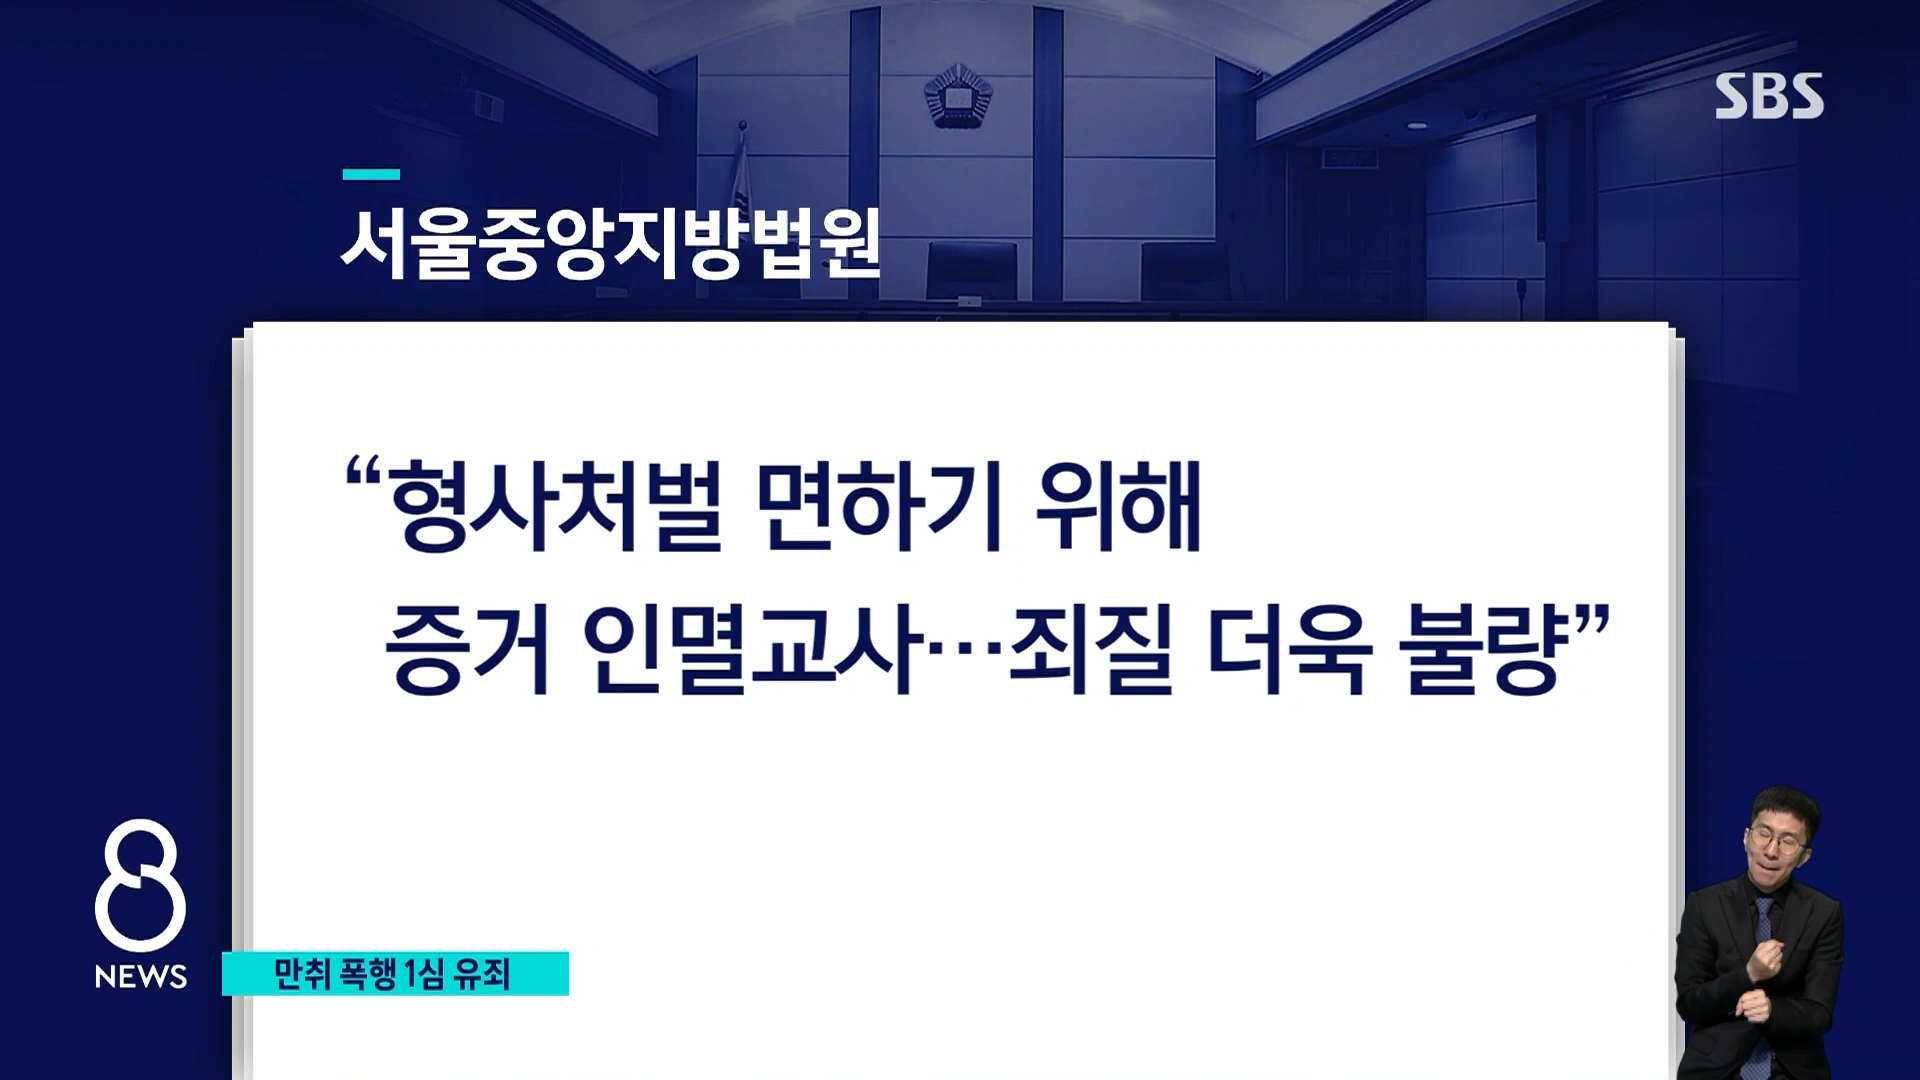 SBS
서울중앙지방법원
“형사처벌 면하기 위해
증거 인멸교사…죄질 더욱 불량”
8
NEWS
만취 폭행 1심 유죄